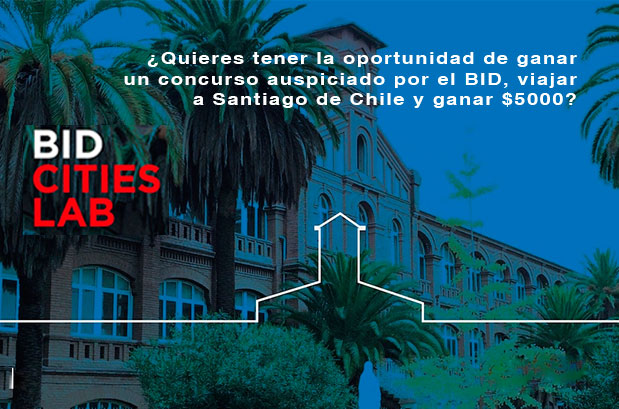 ¿Quieres tener la oportunidad de ganar
un concurso auspiciado por el BID, viajar
a Santiago de Chile y ganar $5000?
BID
CITIES
LAB